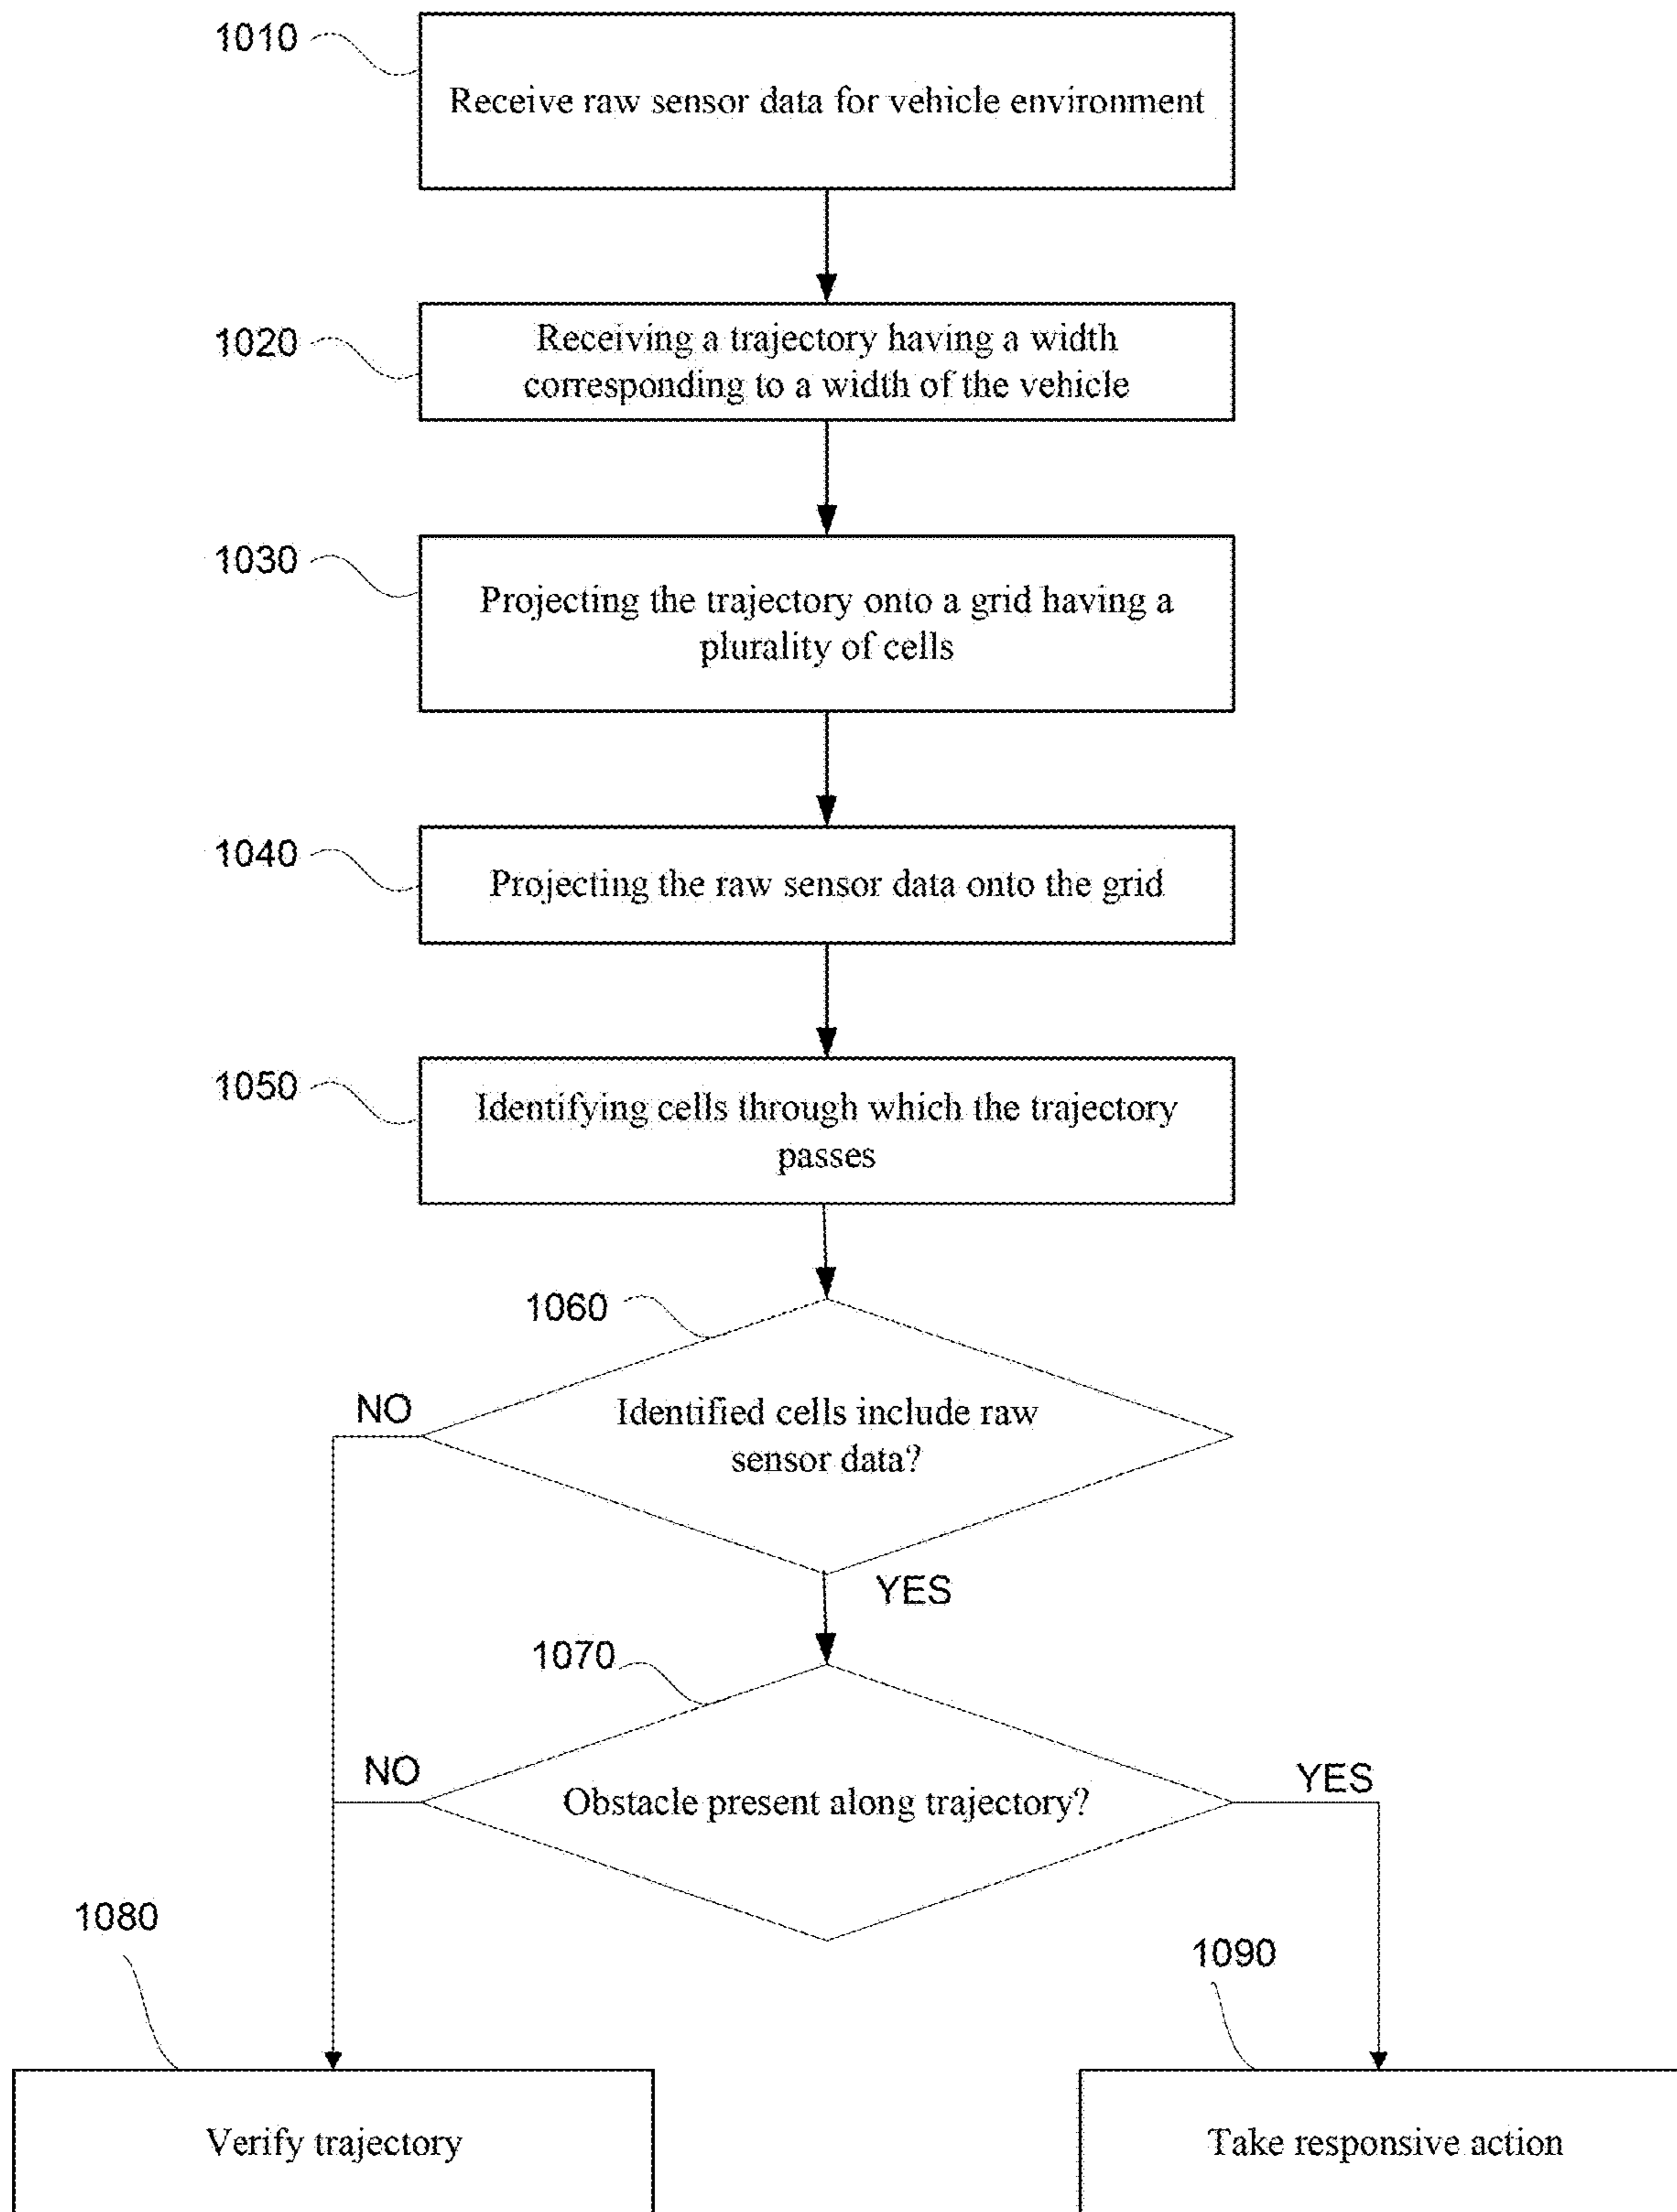 1010
Receive raw sensor data for vehicle environment
1020
Receiving a trajectory having a width
corresponding to a width of the vehicle
1030
Projecting the trajectory onto a grid having a
plurality of cells
1040
Projecting the raw sensor data onto the grid
1050
Identifying cells through which the trajectory
passes
1060
NO
Identified cells include raw
sensor data?
YES
1070
NO
Obstacle present along trajectory?
YES
1080
1090
Verify trajectory
Take responsive action